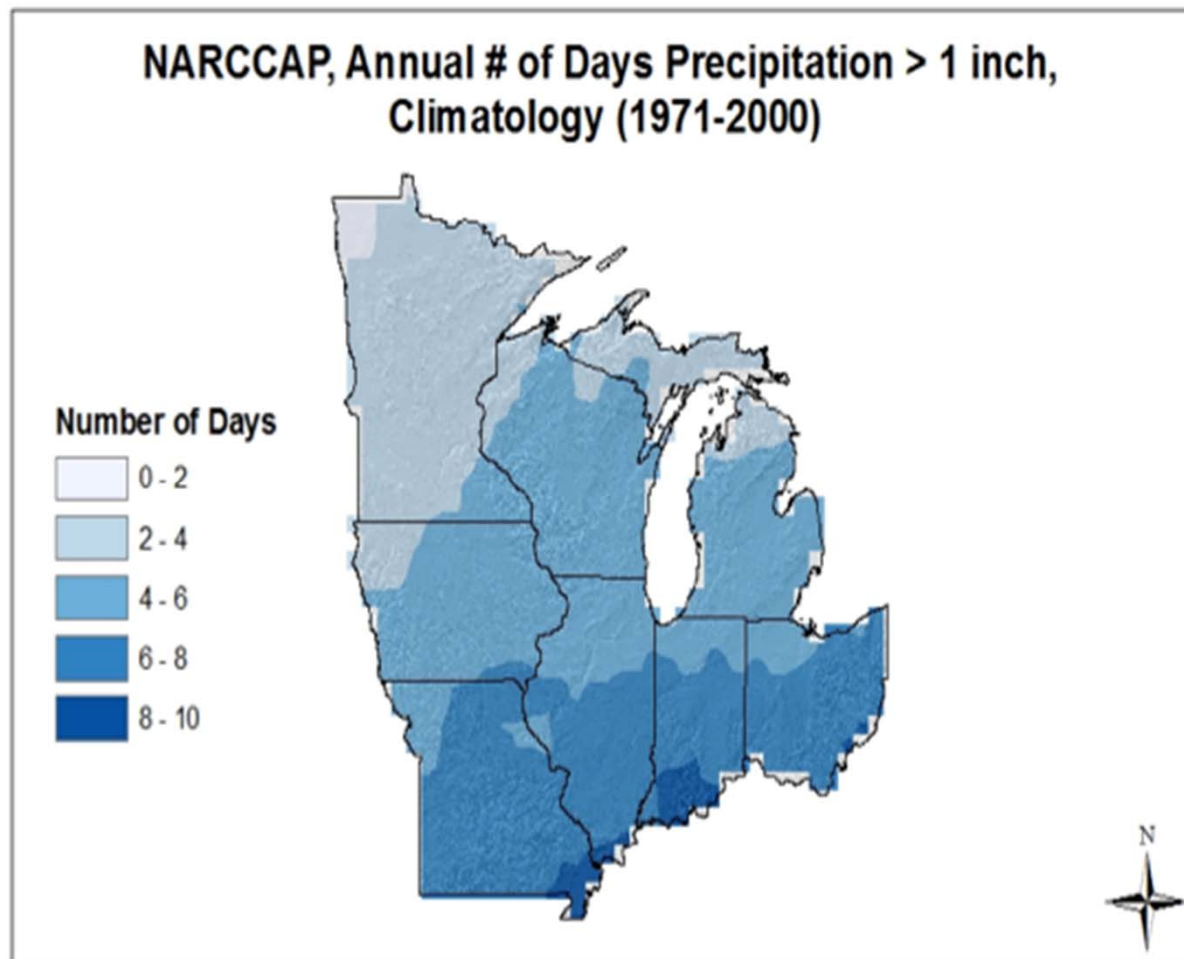 NARCCAP, Annual # of Days Precipitation > 1 inch,
Climatology (1971-2000)
Number of Days
0 - 2
2 - 4
4 - 6
6 - 8
8 - 10
N